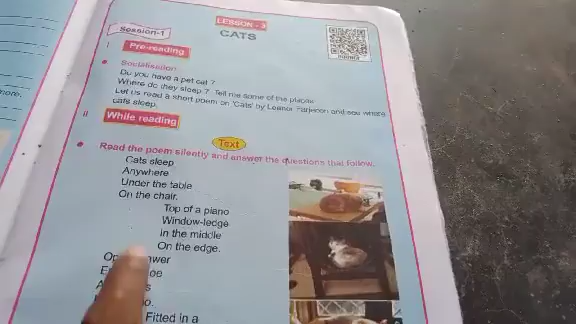 LESSON - 3
CATS
Session-1
I Pre-reading
Socialisation
Do you have a pet cat ?
Where do they sleep ? Tell me some of the places
Let us read a short poem on 'Cats' by Leanor Farjecon and see where
cats sleep.
II While reading
Text
Read the poem silently and answer the questions that follow.
Cats sleep
Anywhere
Under the table
On the chair.
Top of a piano
Window-ledge
In the middle
On the edge.
Fitted in a
more.